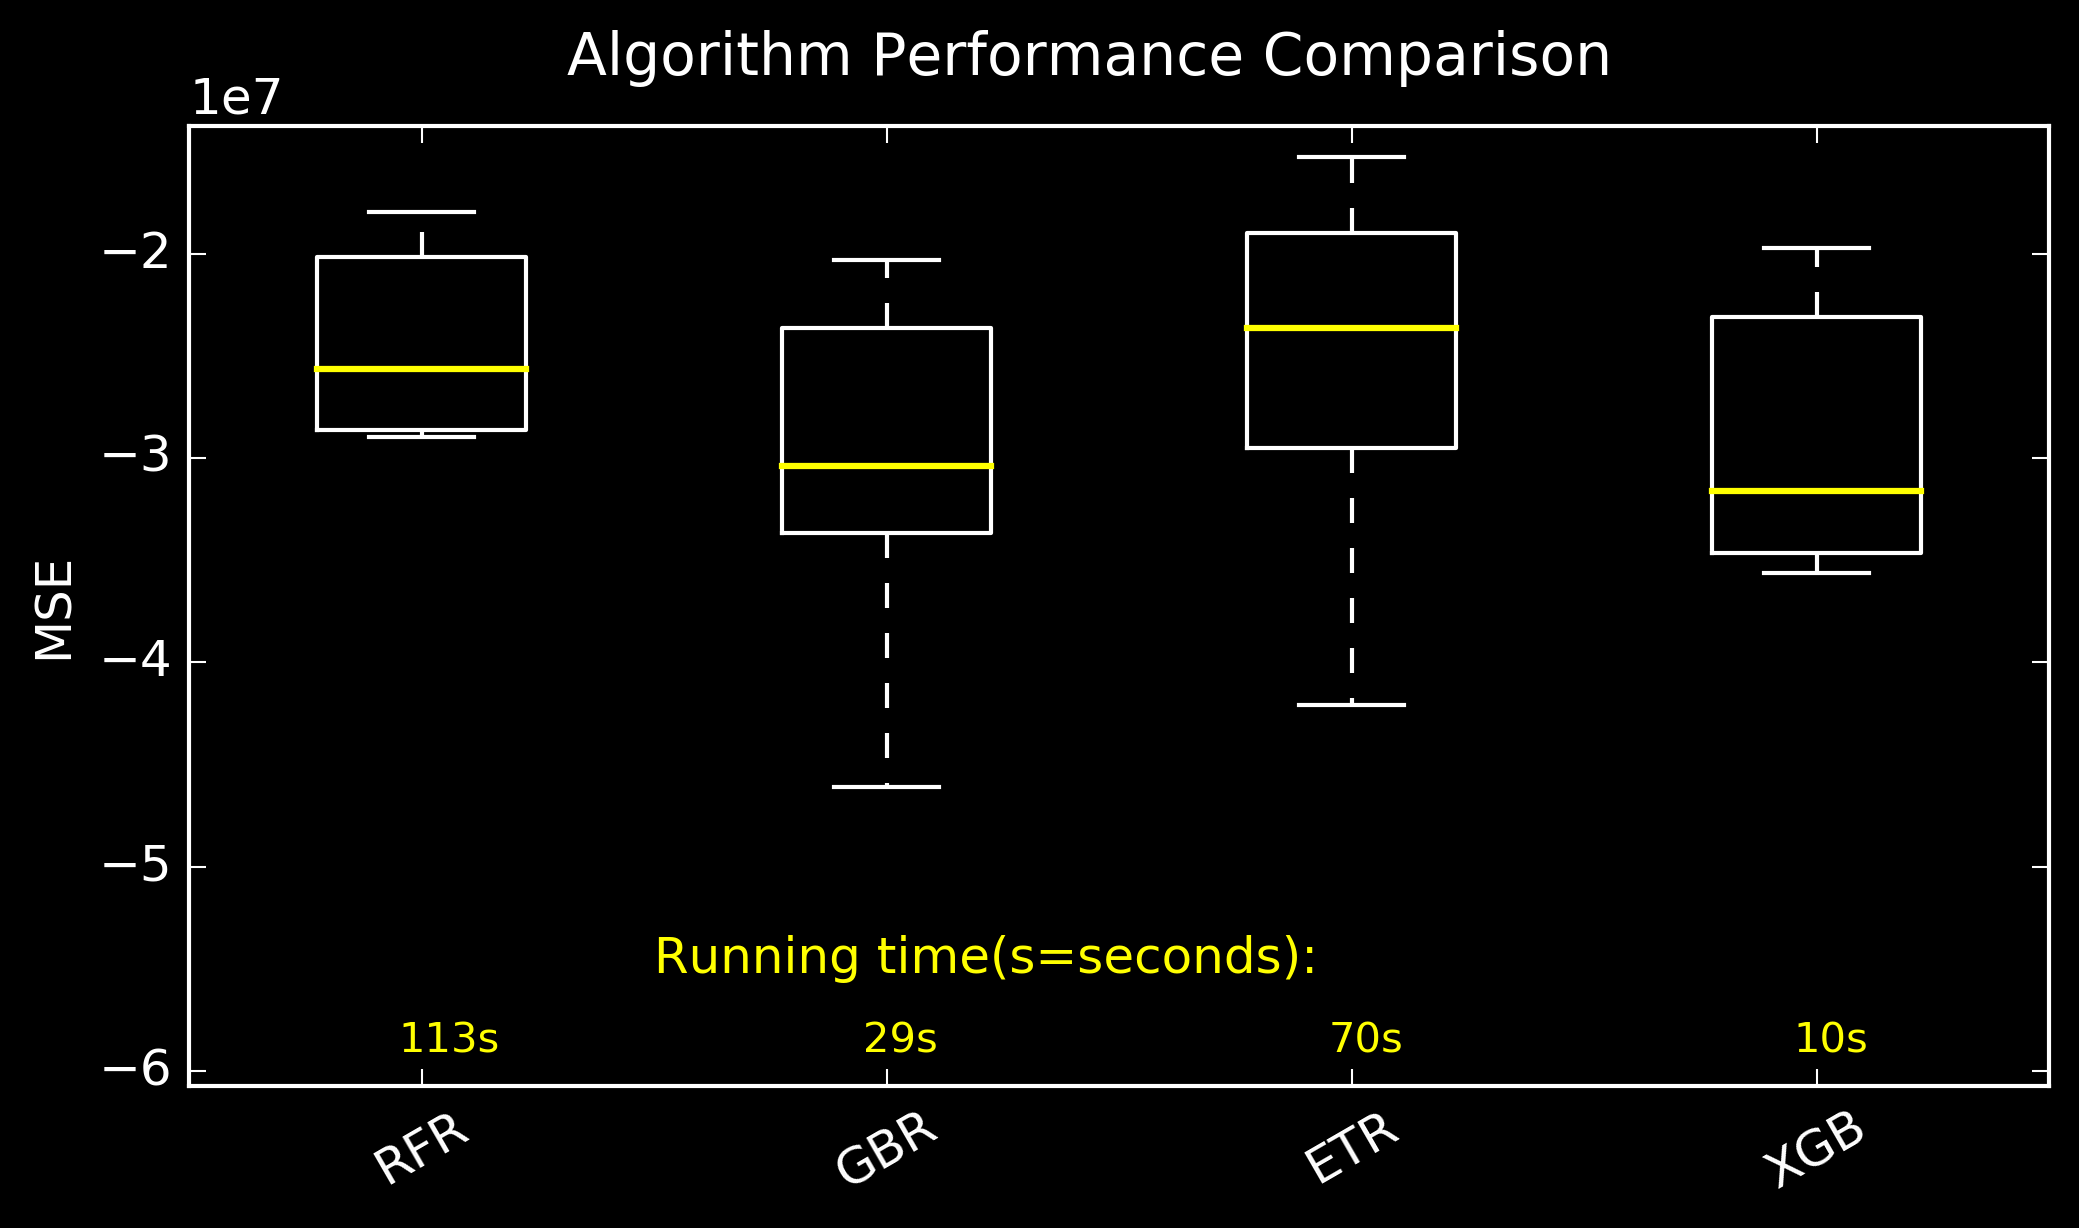 Algorithm Performance Comparison
1e7
−2
−3
−4
−5
−6
MSE
Running time(s=seconds):
113s 29s 70s 10s
RFR GBR ETR XGB